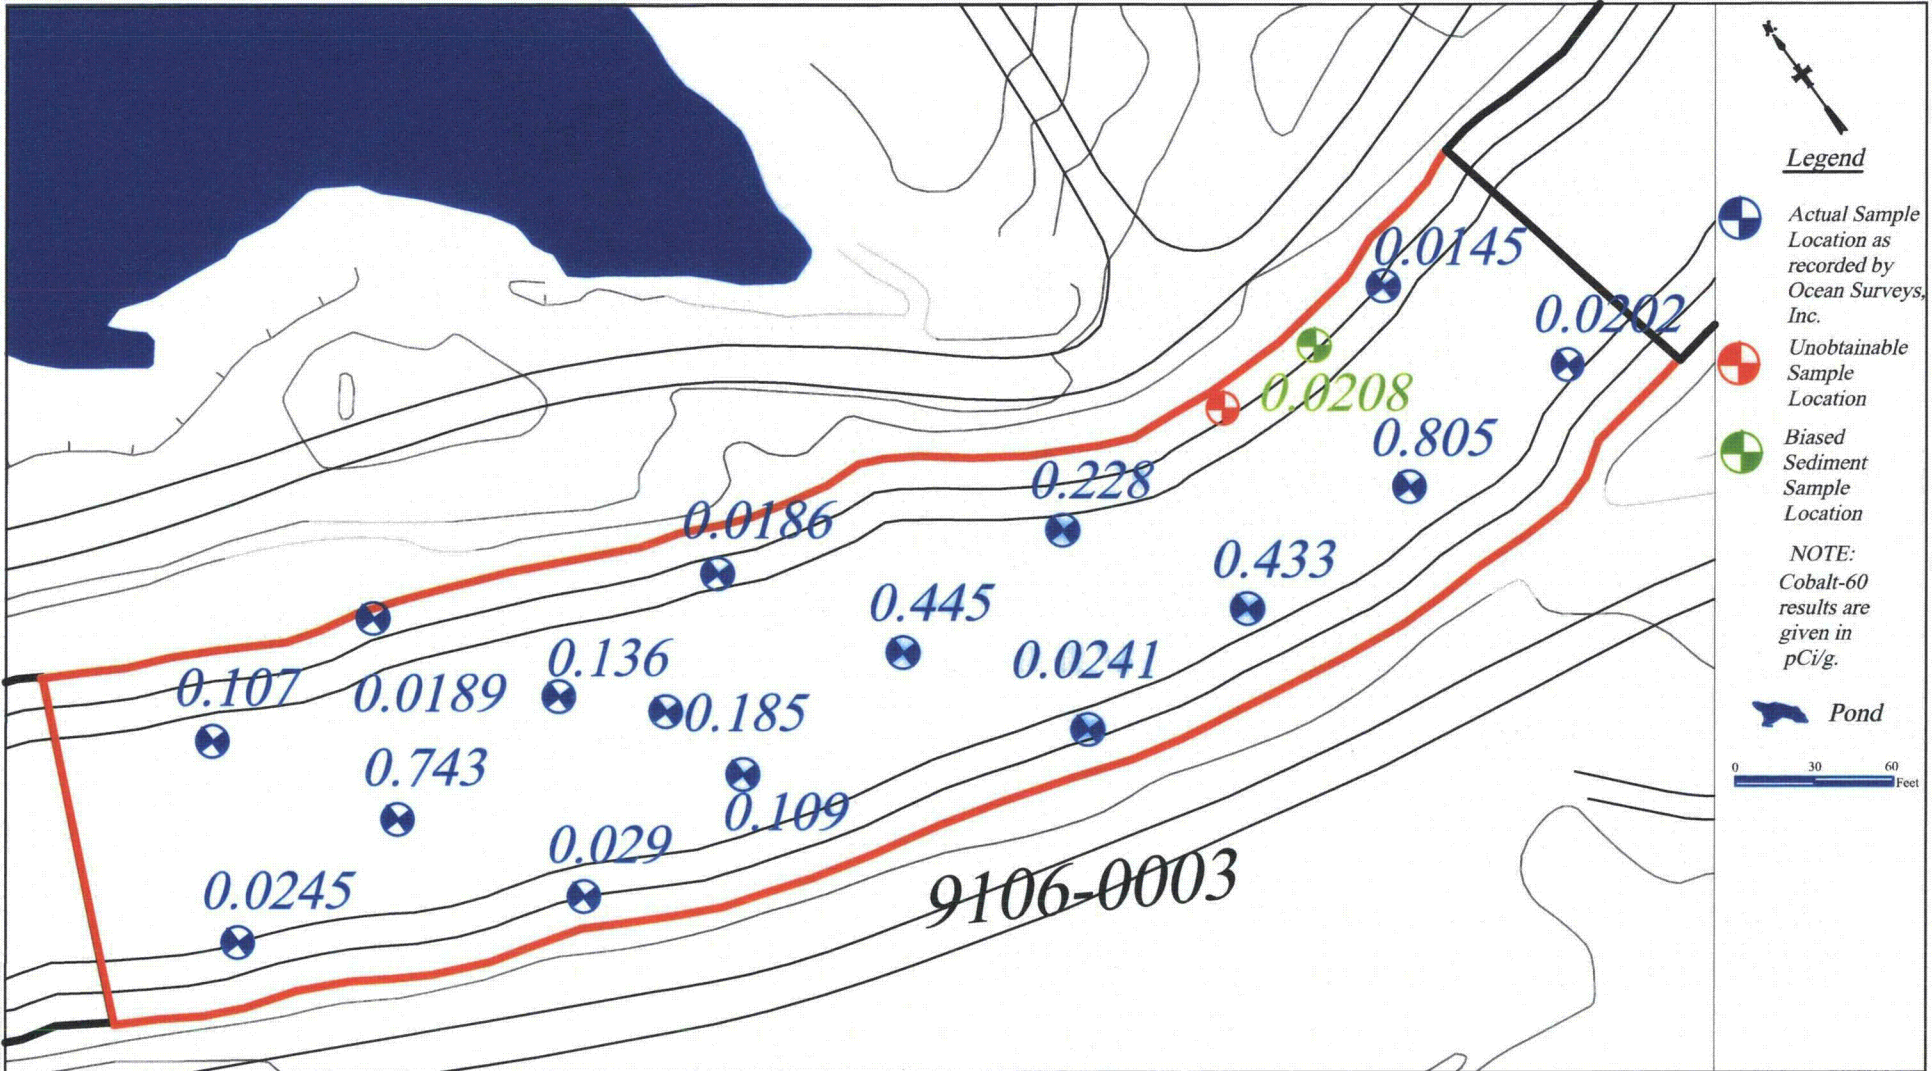 0.0145
0.0202
0.0208
0.805
0.228
0.0186
0.433
0.445
0.136
0.0241
0.107
0.0189
0.185
0.743
0.109
0.029
0.0245
9106-0003
N
Legend
Actual Sample
Location as
recorded by
Ocean Surveys,
Inc.
Unobtainable
Sample
Location
Biased
Sediment
Sample
Location
NOTE:
Cobalt-60
results are
given in
pCi/g.
Pond
0 30 60
Feet